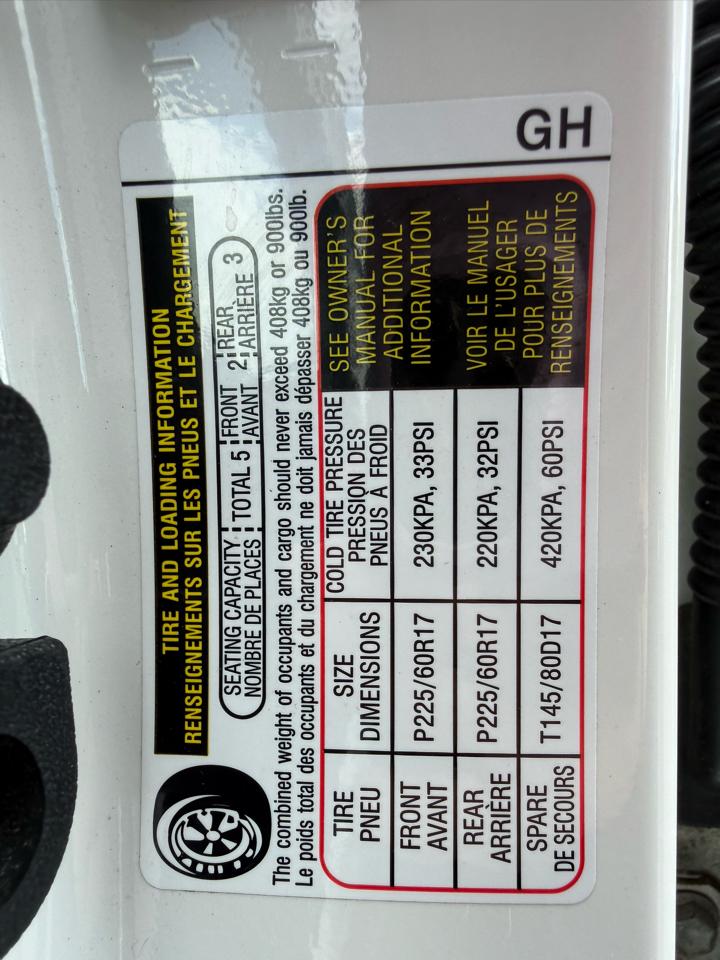 TIRE AND LOADING INFORMATION
RENSEIGNEMENTS SUR LES PNEUS ET LE CHARGEMENT
SEATING CAPACITY TOTAL 5 FRONT 2 REAR 3
NOMBRE DE PLACES AVANT ARRIÈRE
The combined weight of occupants and cargo should never exceed 408kg or 900lbs.
Le poids total des occupants et du chargement ne doit jamais dépasser 408kg ou 900lb.
TIRE SIZE COLD TIRE PRESSURE
PNEU DIMENSIONS PRESSION DES
PNEUS À FROID
FRONT P225/60R17 230KPA, 33PSI
AVANT
REAR P225/60R17 220KPA, 32PSI
ARRIÈRE
SPARE T145/80D17 420KPA, 60PSI
DE SECOURS
SEE OWNER'S
MANUAL FOR
ADDITIONAL
INFORMATION
VOIR LE MANUEL
DE L'USAGER
POUR PLUS DE
RENSEIGNEMENTS
GH